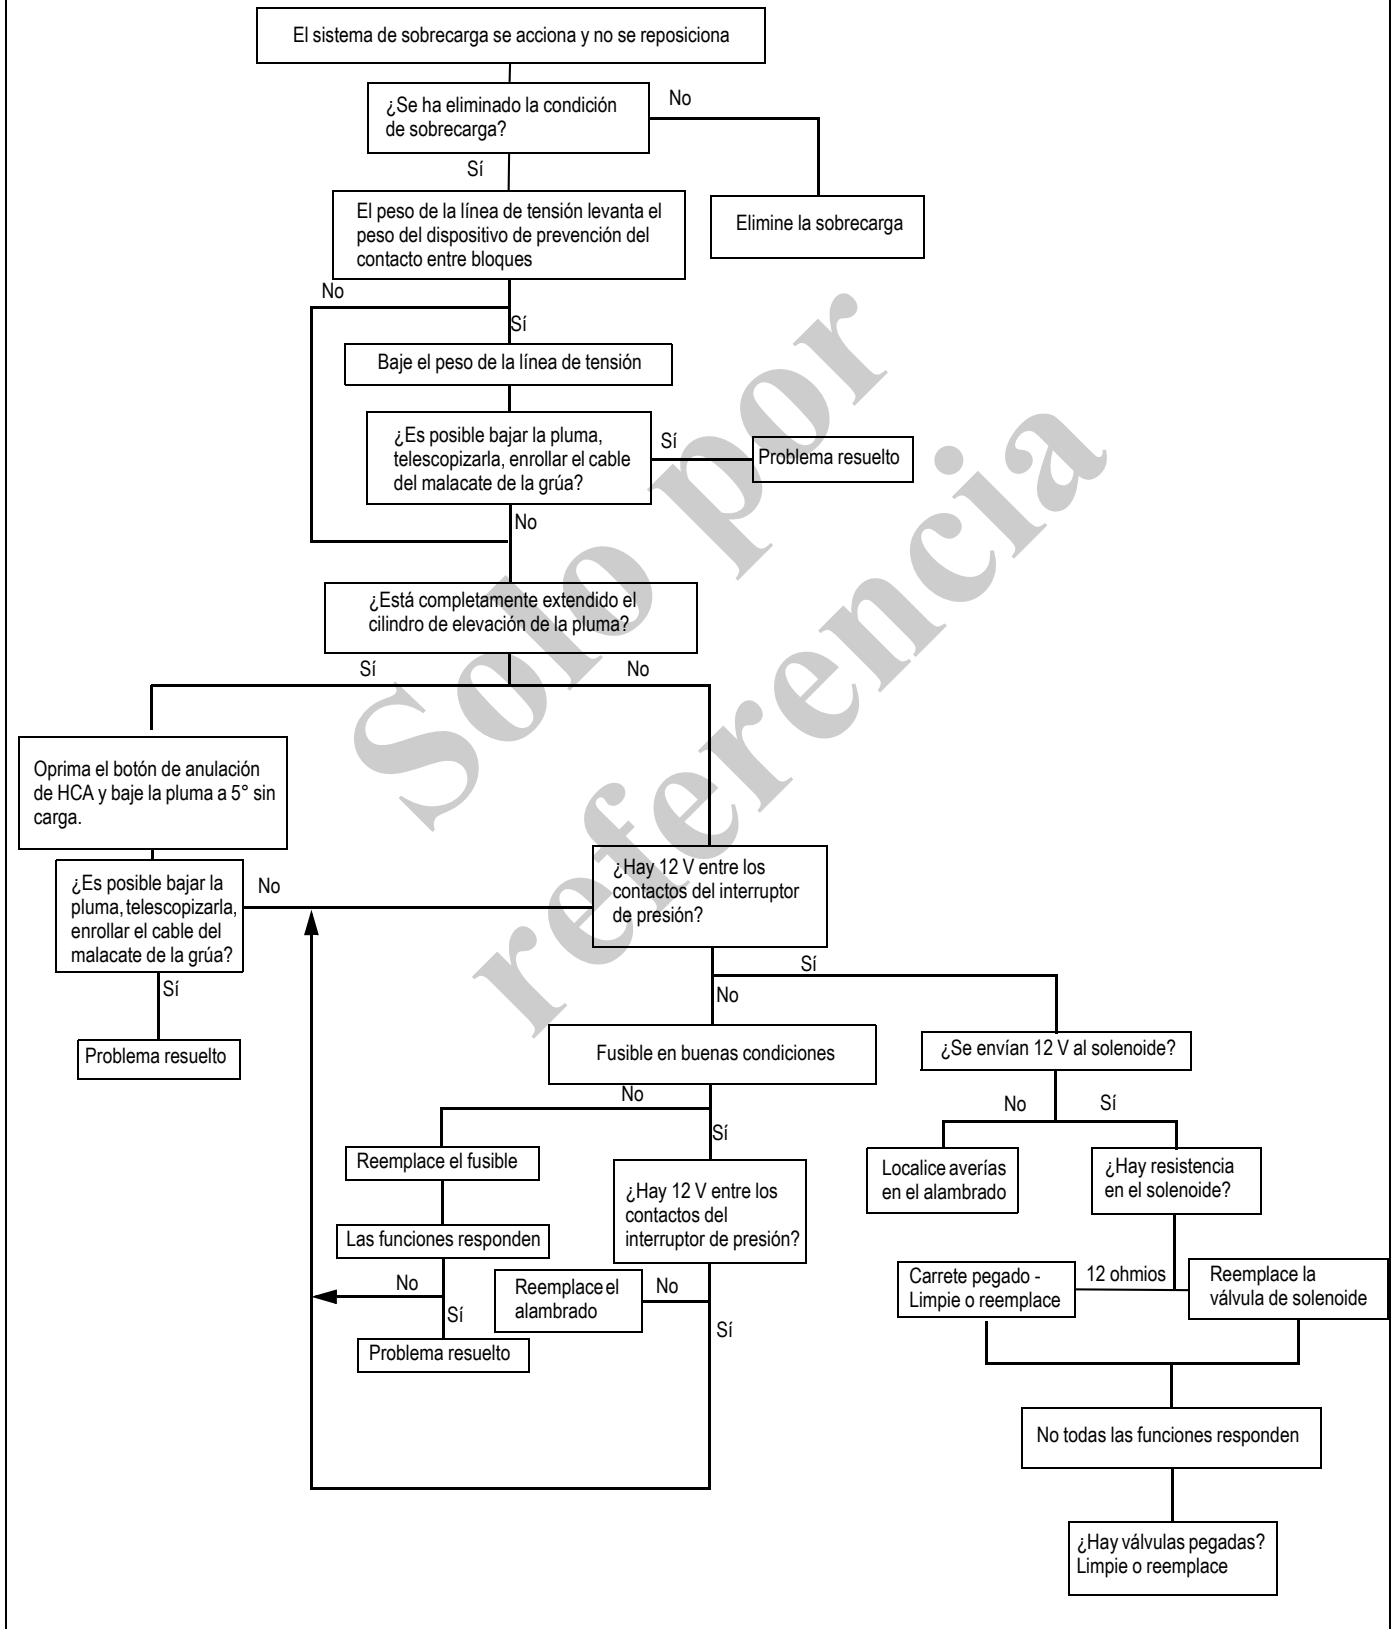 El sistema de sobrecarga se acciona y no se reposiciona
¿Se ha eliminado la condición
de sobrecarga?
No
Sí
El peso de la línea de tensión levanta el
peso del dispositivo de prevención del
contacto entre bloques
Elimine la sobrecarga
No
Sí
Baje el peso de la línea de tensión
¿Es posible bajar la pluma,
telescopizarla, enrollar el cable
del malacate de la grúa?
Sí
Problema resuelto
No
¿Está completamente extendido el
cilindro de elevación de la pluma?
Sí
No
Oprima el botón de anulación
de HCA y baje la pluma a 5° sin
carga.
¿Es posible bajar la
pluma, telescopizarla,
enrollar el cable del
malacate de la grúa?
No
¿Hay 12 V entre los
contactos del interruptor
de presión?
Sí
Problema resuelto
Sí
No
Fusible en buenas condiciones
¿Se envían 12 V al solenoide?
No
Sí
No
Sí
Reemplace el fusible
¿Hay 12 V entre los
contactos del
interruptor de presión?
Localice averías
en el alambrado
¿Hay resistencia
en el solenoide?
Las funciones responden
No
Sí
Problema resuelto
Reemplace el
alambrado
No
Sí
Carrete pegado -
Limpie o reemplace
12 ohmios
Reemplace la
válvula de solenoide
No todas las funciones responden
¿Hay válvulas pegadas?
Limpie o reemplace
Solo por
referencia